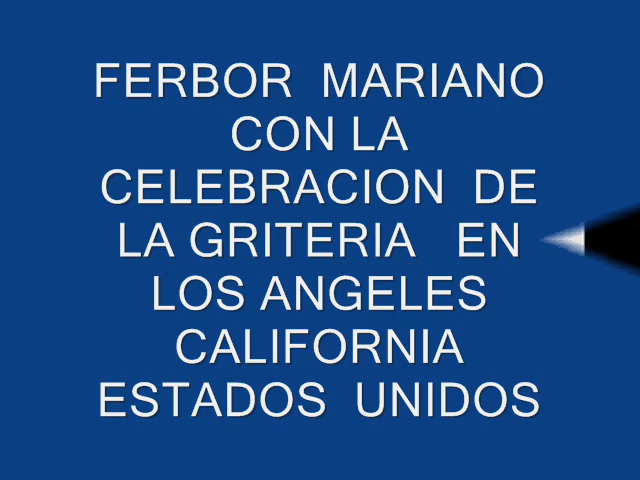 FERBOR MARIANO
CON LA
CELEBRACION DE
LA GRITERIA EN
LOS ANGELES
CALIFORNIA
ESTADOS UNIDOS